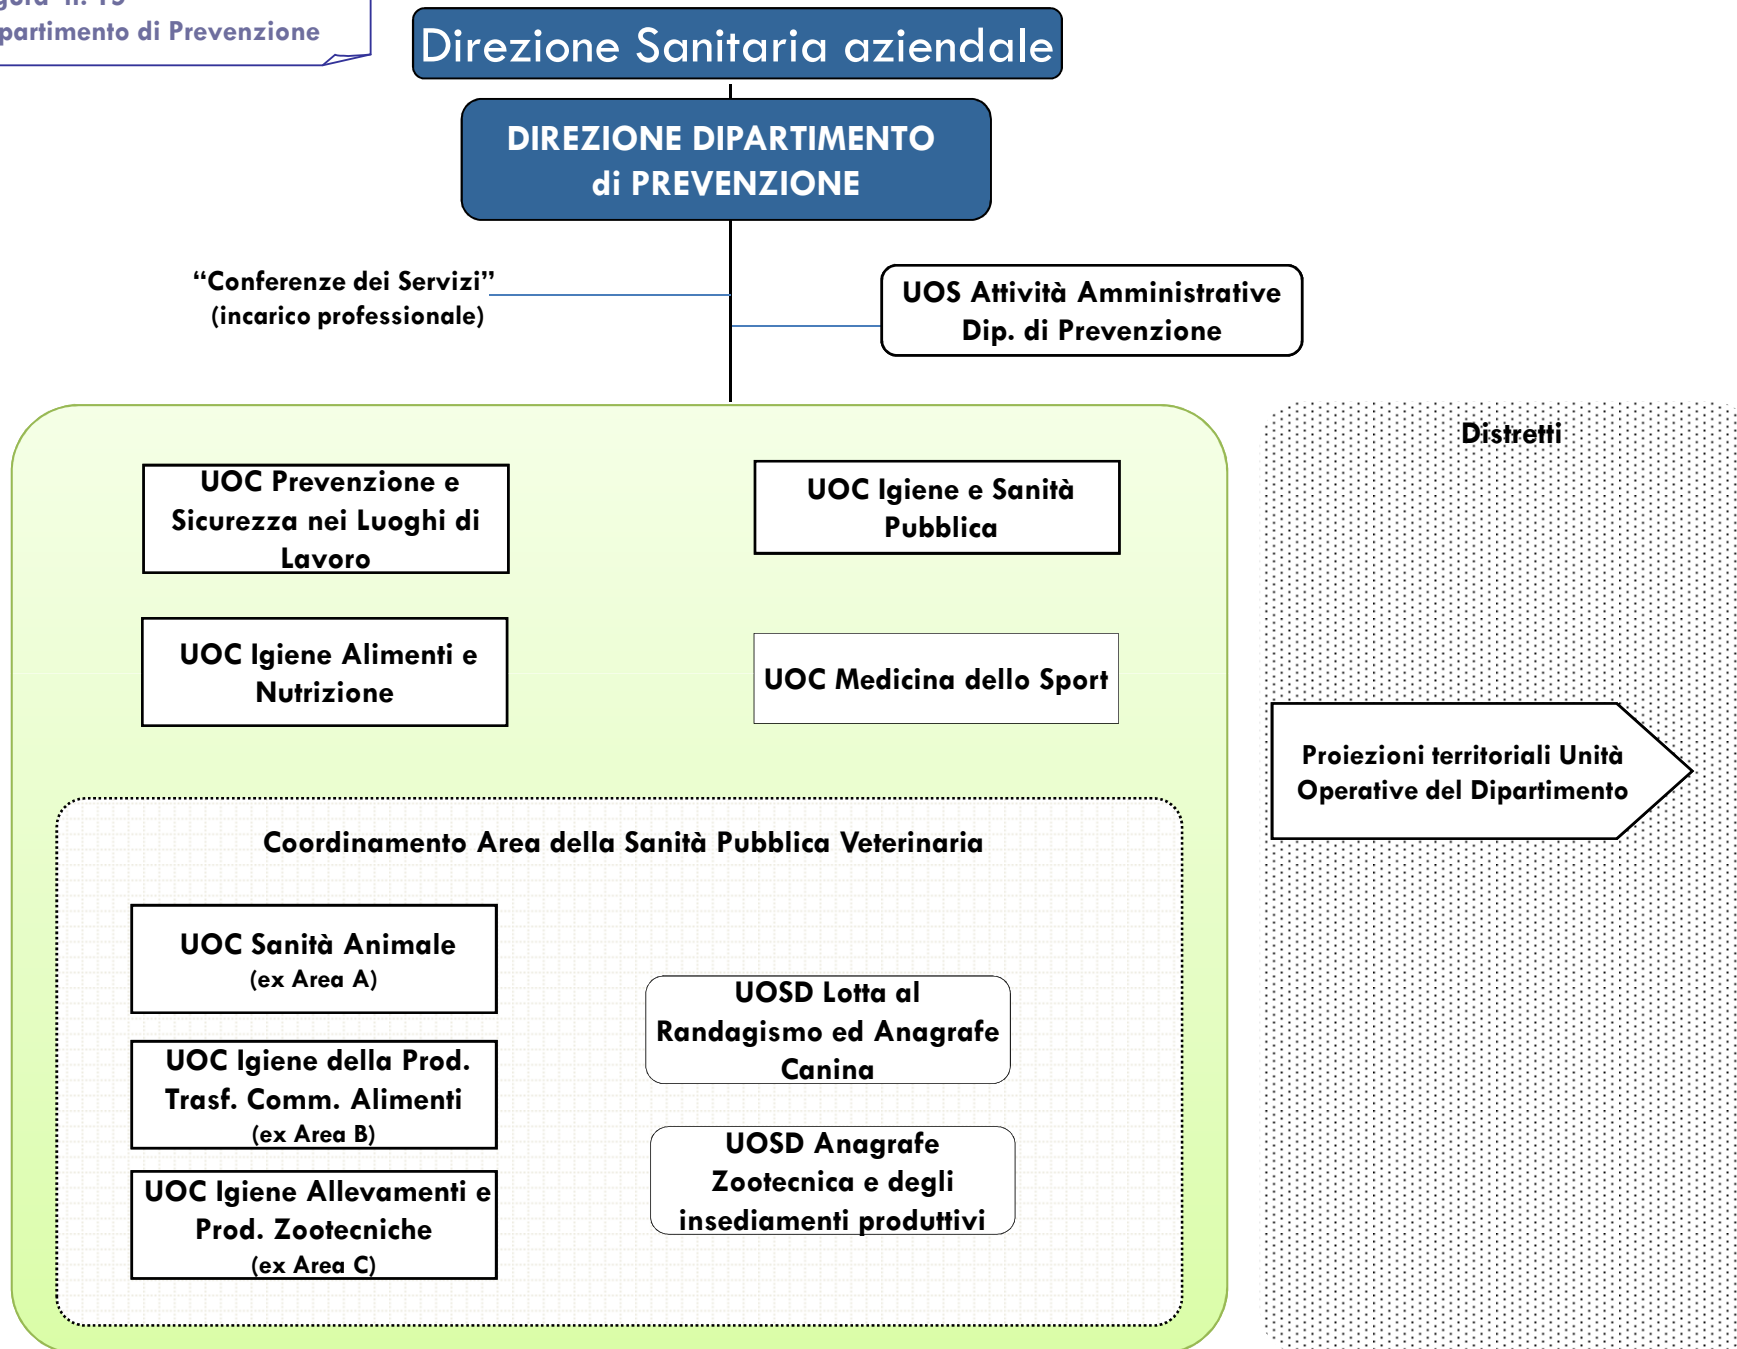 n. 15
partimento di Prevenzione
Direzione Sanitaria aziendale
DIREZIONE DIPARTIMENTO
di PREVENZIONE
“Conferenze dei Servizi”
(incarico professionale)
UOS Attività Amministrative
Dip. di Prevenzione
Distretti
UOC Prevenzione e
Sicurezza nei Luoghi di
Lavoro
UOC Igiene e Sanità
Pubblica
UOC Igiene Alimenti e
Nutrizione
UOC Medicina dello Sport
Proiezioni territoriali Unità
Operative del Dipartimento
Coordinamento Area della Sanità Pubblica Veterinaria
UOC Sanità Animale
(ex Area A)
UOC Igiene della Prod.
Trasf. Comm. Alimenti
(ex Area B)
UOC Igiene Allevamenti e
Prod. Zootecniche
(ex Area C)
UOSD Lotta al
Randagismo ed Anagrafe
Canina
UOSD Anagrafe
Zootecnica e degli
insediamenti produttivi